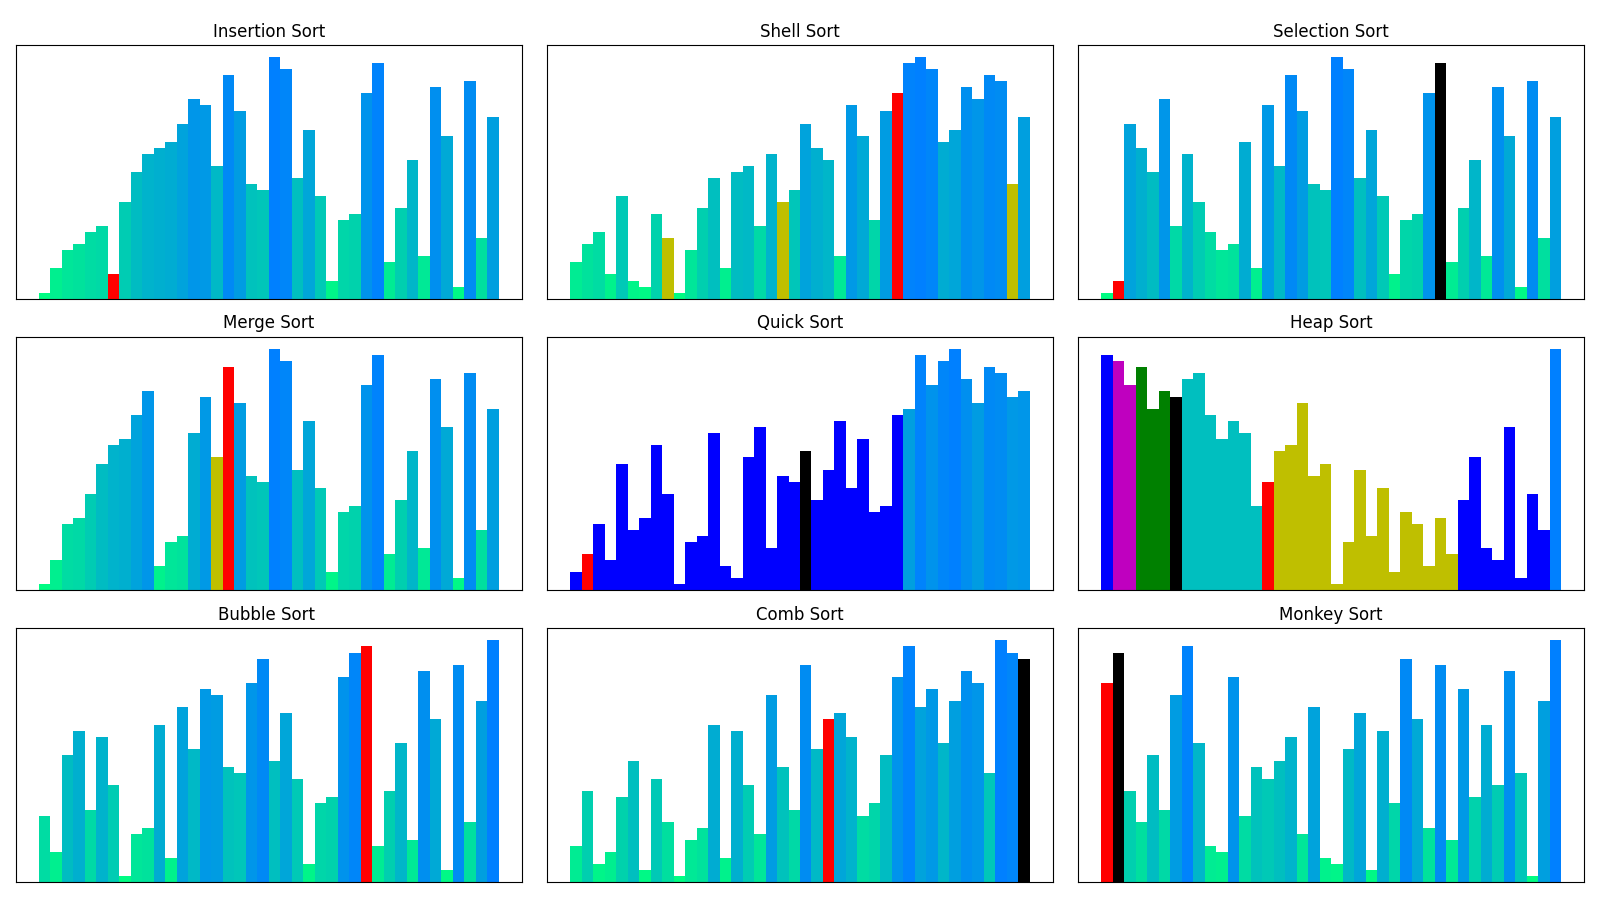 Insertion Sort
Shell Sort
Selection Sort
Merge Sort
Quick Sort
Heap Sort
Bubble Sort
Comb Sort
Monkey Sort